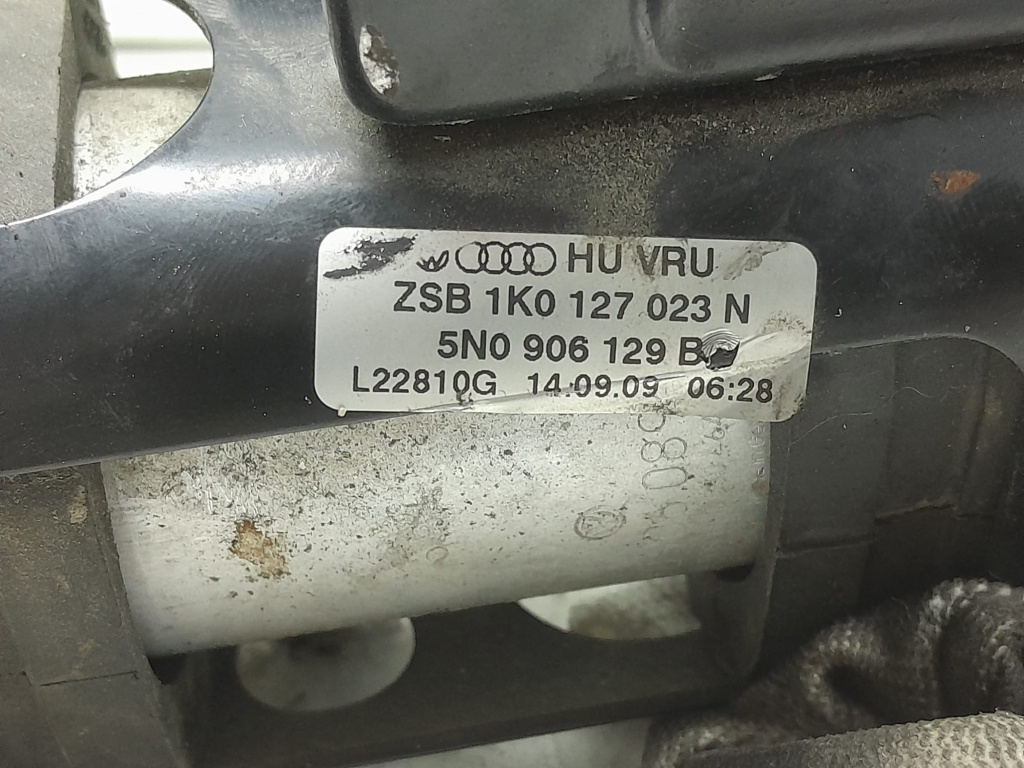 HU VRU
ZSB 1K0 127 023 N
5N0 906 129 B
L22810G 14.09.09 06:28